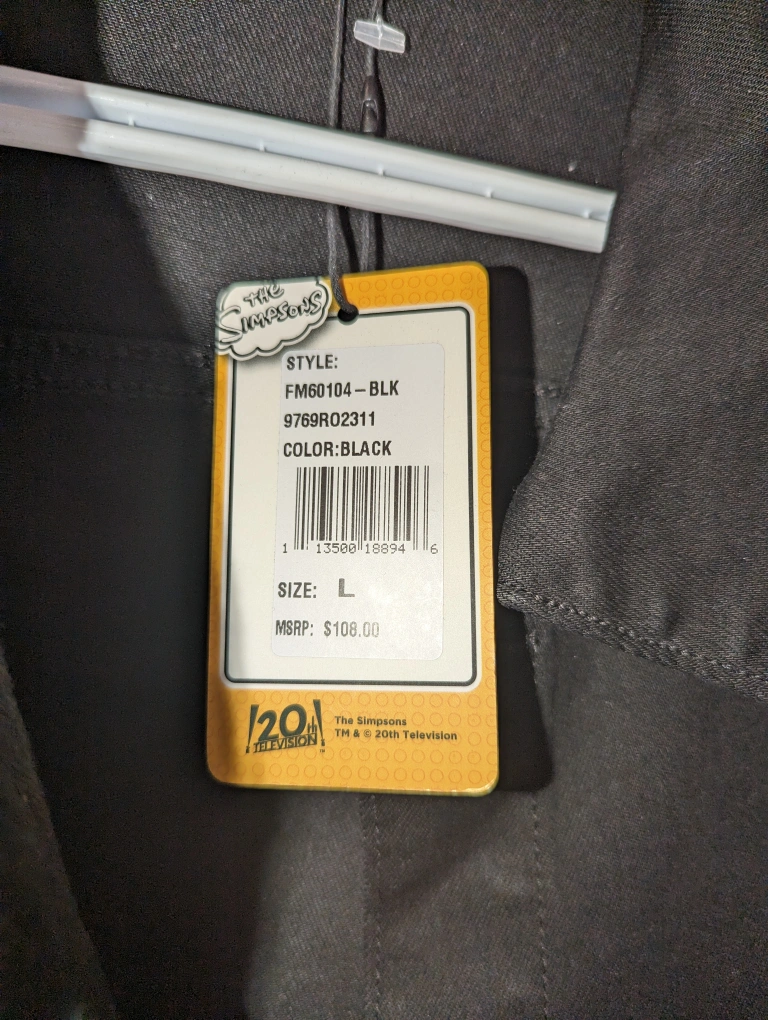 THE
SIMPSONS
STYLE:
FM60104-BLK
9769RO2311
COLOR:BLACK
1 13500 18894 6
SIZE: L
MSRP: $108.00
20th
TELEVISION
TM
The Simpsons
TM & © 20th Television